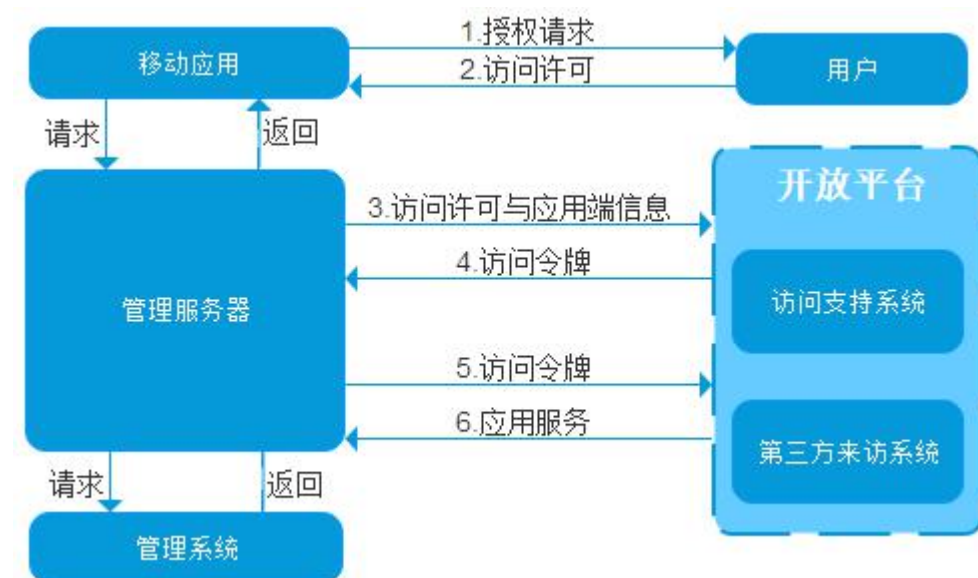 1.授权请求
移动应用
2.访问许可
用户
请求
返回
开放平台
3.访问许可与应用端信息
4.访问令牌
访问支持系统
管理服务器
5.访问令牌
6.应用服务
第三方来访系统
请求
返回
管理系统